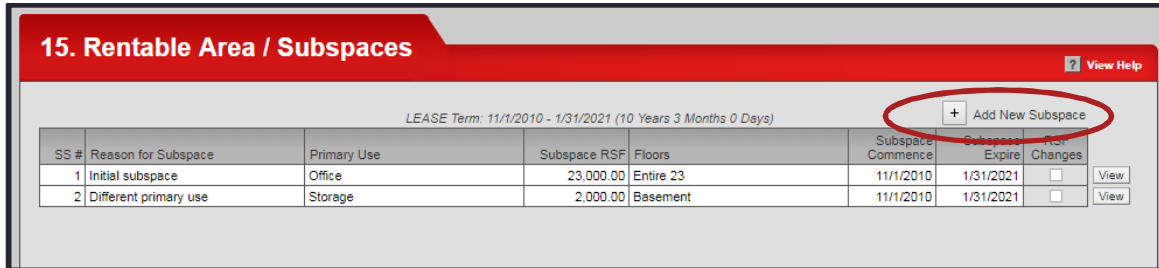 15. Rentable Area / Subspaces
? View Help
LEASE Term: 11/1/2010 - 1/31/2021 (10 Years 3 Months 0 Days)
+ Add New Subspace
SS # Reason for Subspace Primary Use Subspace RSF Floors Subspace Commence Subspace Expire RSF Changes
1 Initial subspace Office 23,000.00 Entire 23 11/1/2010 1/31/2021 View
2 Different primary use Storage 2,000.00 Basement 11/1/2010 1/31/2021 View